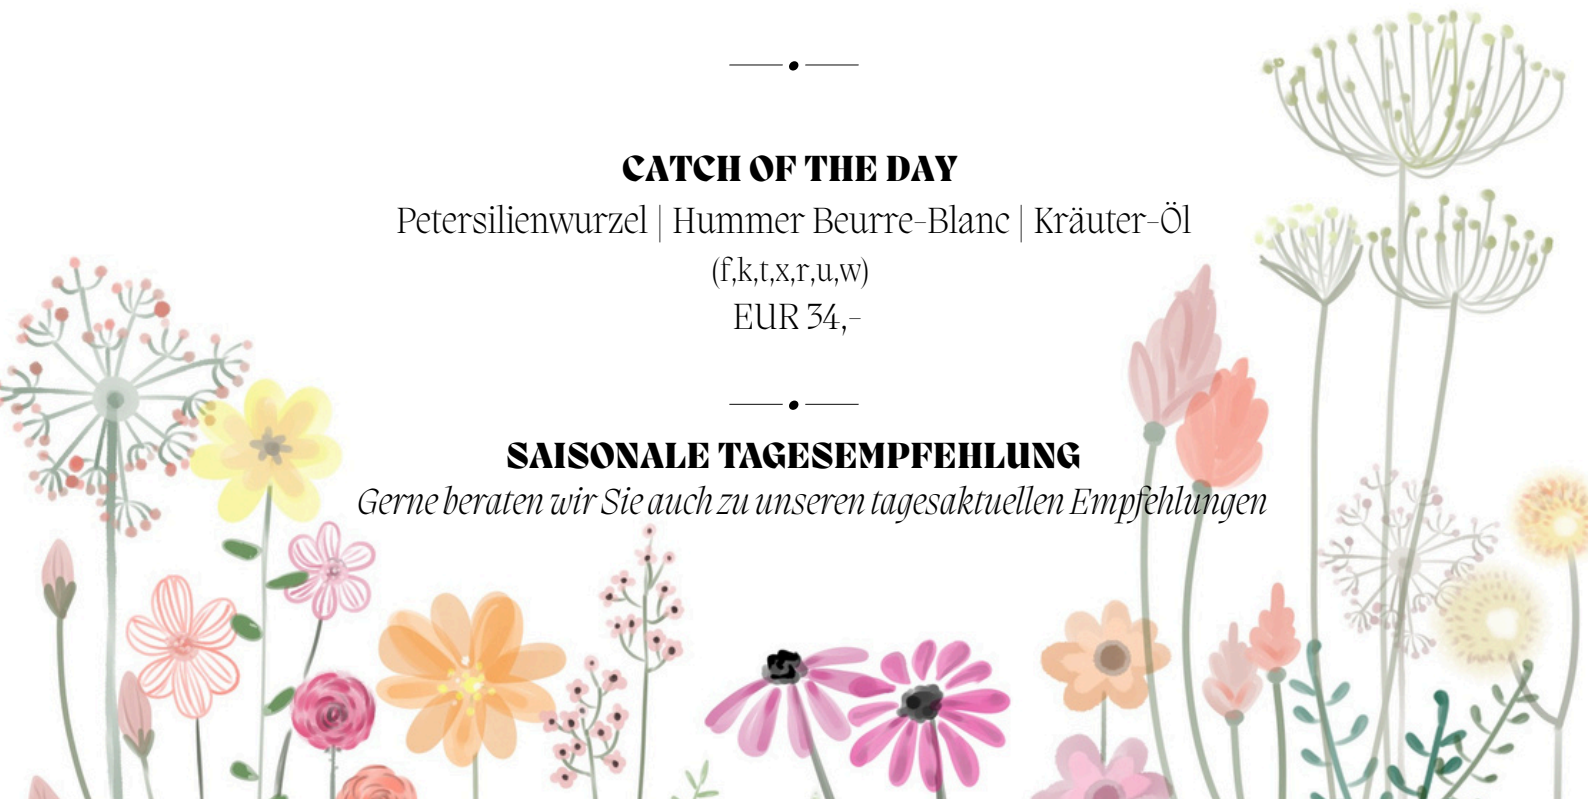 CATCH OF THE DAY
Petersilienwurzel | Hummer Beurre-Blanc | Kräuter-Öl
(f,k,t,x,r,u,w)
EUR 34,-
SAISONALE TAGESEMPFEHLUNG
Gerne beraten wir Sie auch zu unseren tagesaktuellen Empfehlungen